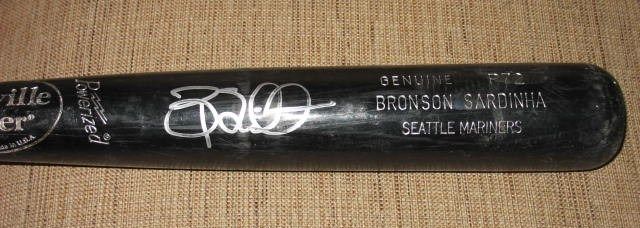 ville
er®
Powerized®
GENUINE P72
BRONSON SARDINHA
SEATTLE MARINERS